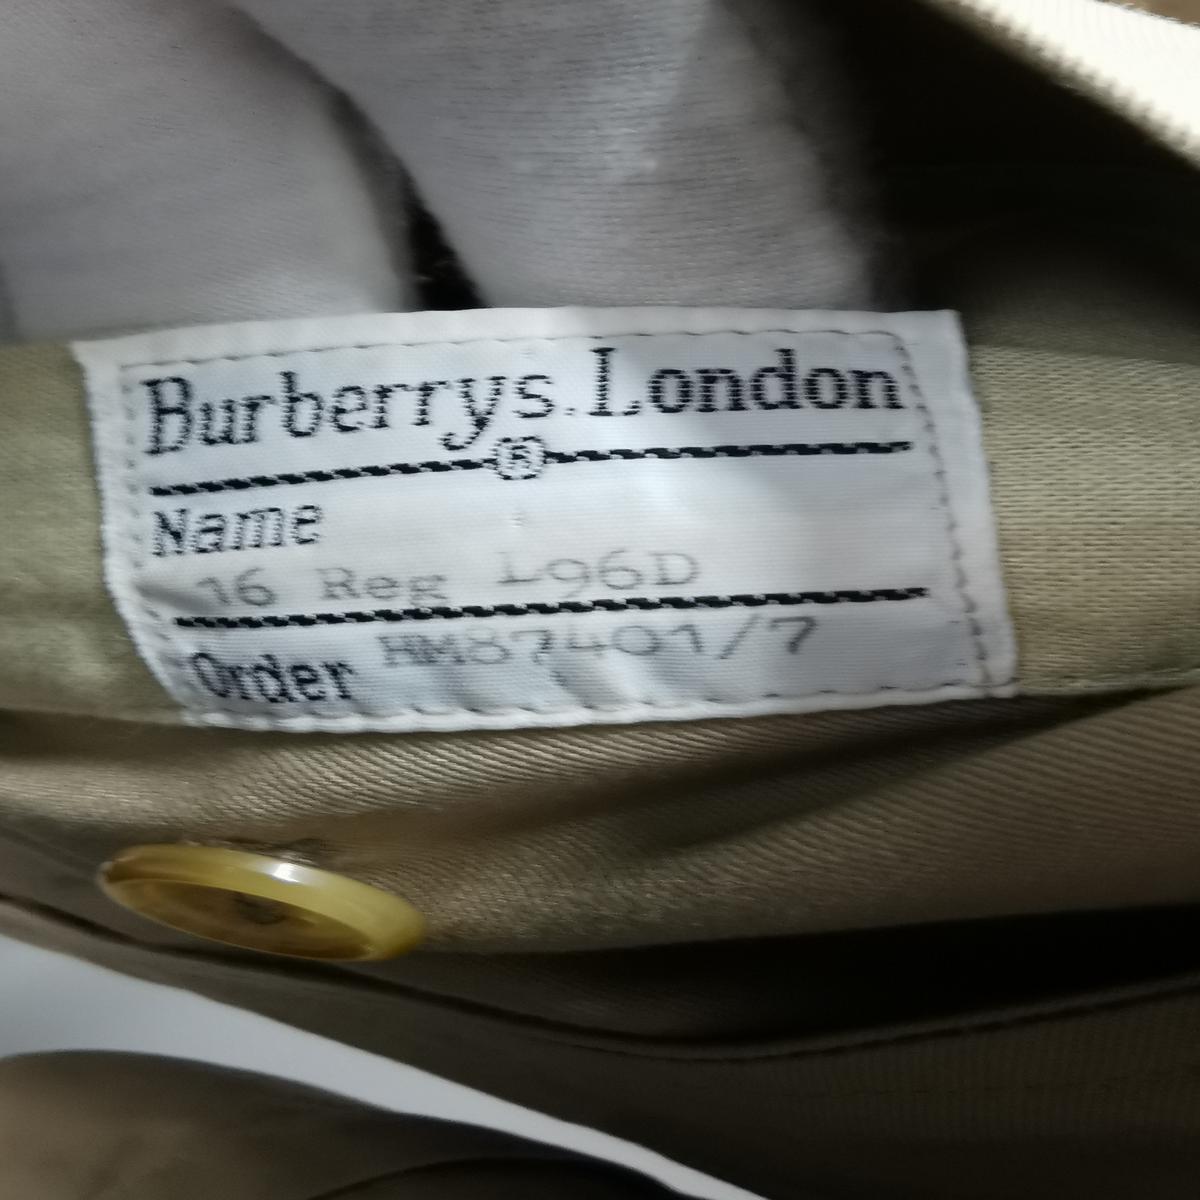 Burberrys. London
®
Name
16 Reg L96D
Order HM87401/7